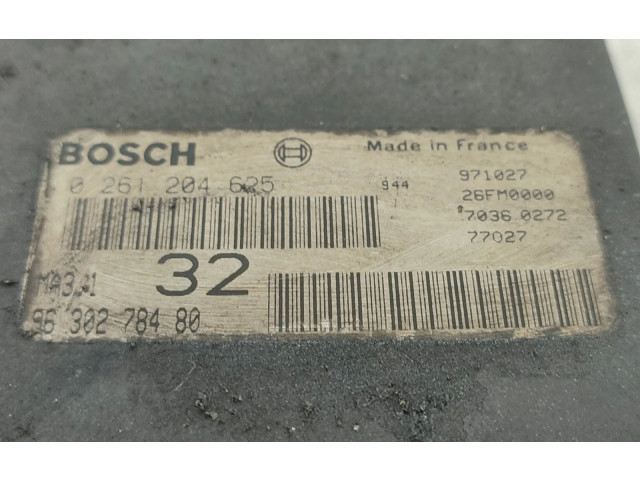 BOSCH
Made in France
0 261 204 625
944
971027
26FM0000
7036 0272
77027
32
MA3.1
96 302 784 80